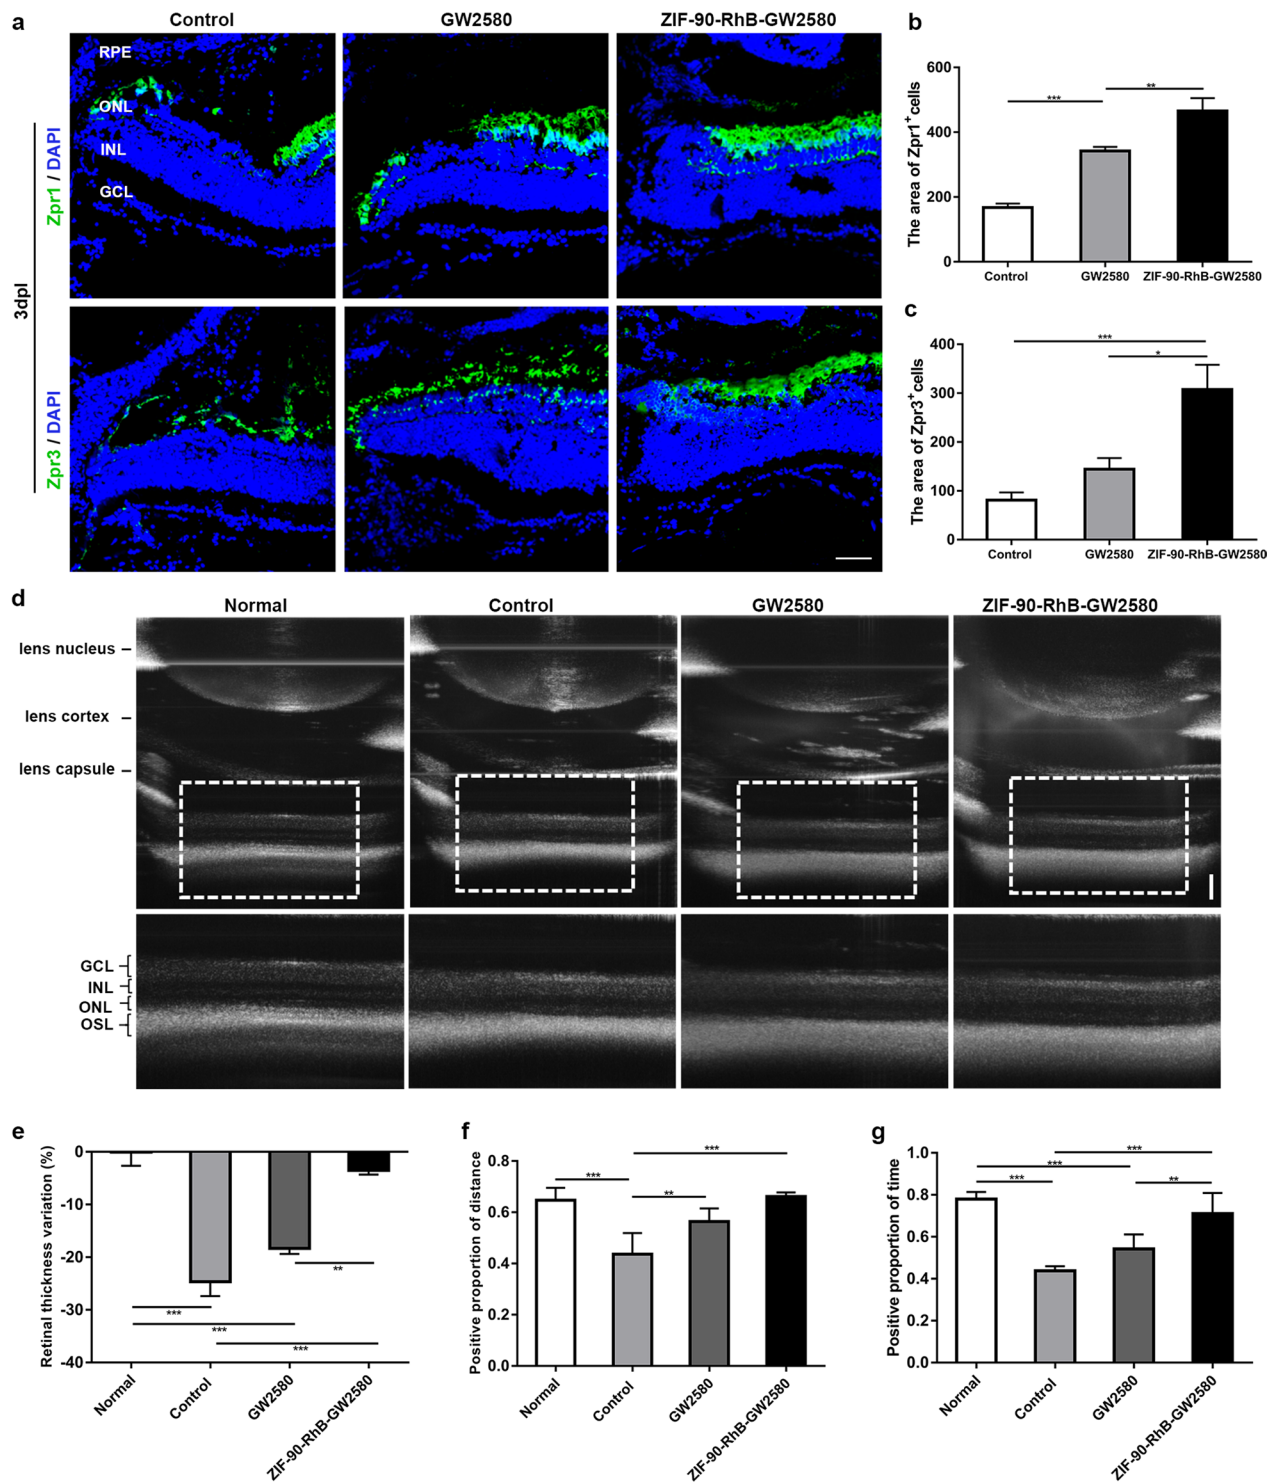 a
Control
GW2580
ZIF-90-RhB-GW2580
3dpl
Zpr1 / DAPI
RPE
ONL
INL
GCL
Zpr3 / DAPI
b
The area of Zpr1+cells
600
400
200
0
***
**
Control
GW2580
ZIF-90-RhB-GW2580
c
The area of Zpr3+cells
400
300
200
100
0
***
*
Control
GW2580
ZIF-90-RhB-GW2580
d
Normal
Control
GW2580
ZIF-90-RhB-GW2580
lens nucleus
lens cortex
lens capsule
GCL
INL
ONL
OSL
e
Retinal thickness variation (%)
0
-10
-20
-30
-40
**
***
***
***
Normal
Control
GW2580
ZIF-90-RhB-GW2580
f
Positive proportion of distance
0.8
0.6
0.4
0.2
0.0
***
***
**
Normal
Control
GW2580
ZIF-90-RhB-GW2580
g
Positive proportion of time
1.0
0.8
0.6
0.4
0.2
0.0
***
***
***
**
Normal
Control
GW2580
ZIF-90-RhB-GW2580